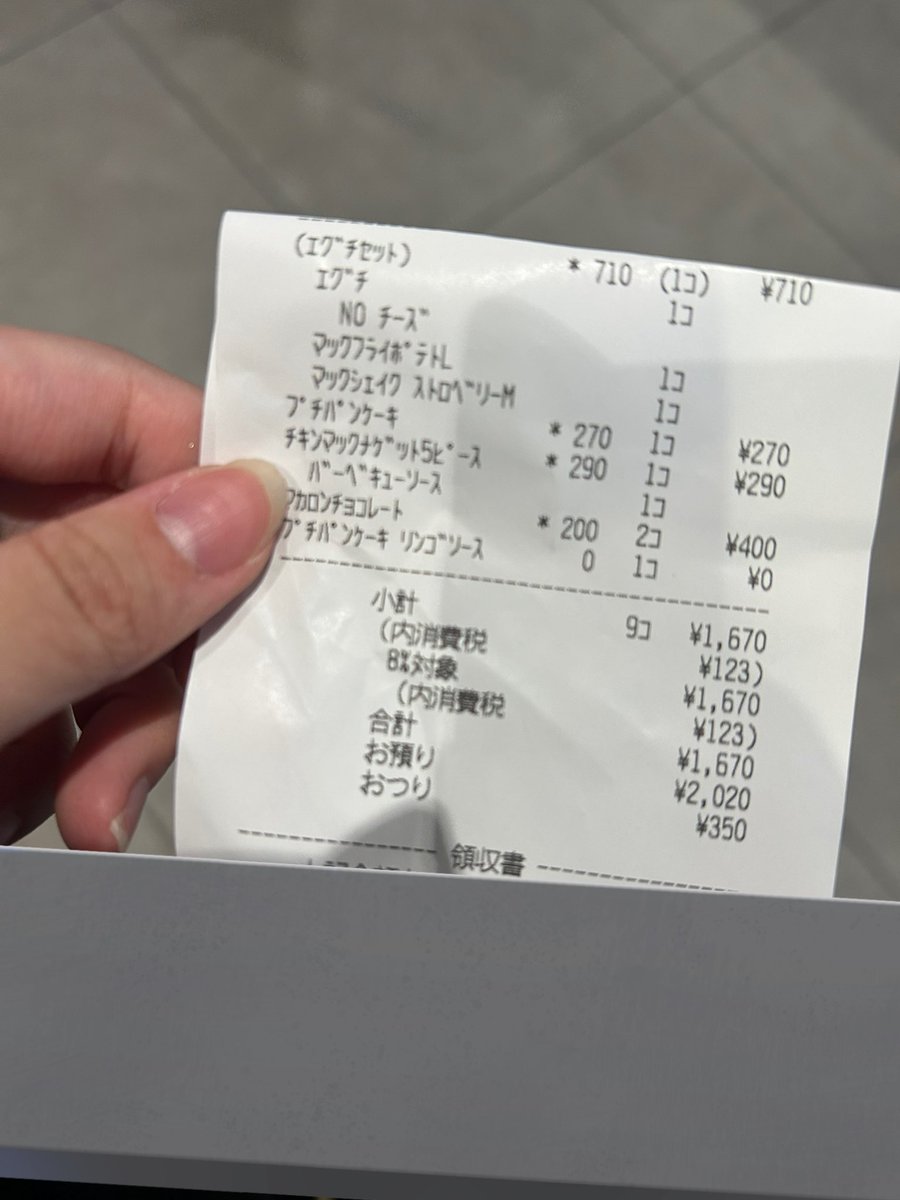 (ｴｸﾞﾁｾｯﾄ) * 710 (1ｺ) ¥710
ｴｸﾞﾁ 1ｺ
NO ﾁｰｽﾞ
ﾏｯｸﾌﾗｲﾎﾟﾃﾄL 1ｺ
ﾏｯｸｼｪｲｸ ｽﾄﾛﾍﾞﾘｰM 1ｺ
ﾌﾟﾁﾊﾟﾝｹｰｷ * 270 1ｺ ¥270
ﾁｷﾝﾏｯｸﾅｹﾞｯﾄ5ﾋﾟｰｽ * 290 1ｺ ¥290
ﾊﾞｰﾍﾞｷｭｰｿｰｽ 1ｺ
ﾏｶﾛﾝﾁｮｺﾚｰﾄ * 200 2ｺ ¥400
ﾌﾟﾁﾊﾟﾝｹｰｷ ﾘﾝｺﾞｿｰｽ 0 1ｺ ¥0
小計 9ｺ ¥1,670
(内消費税 ¥123)
8%対象 ¥1,670
(内消費税 ¥123)
合計 ¥1,670
お預り ¥2,020
おつり ¥350
領収書